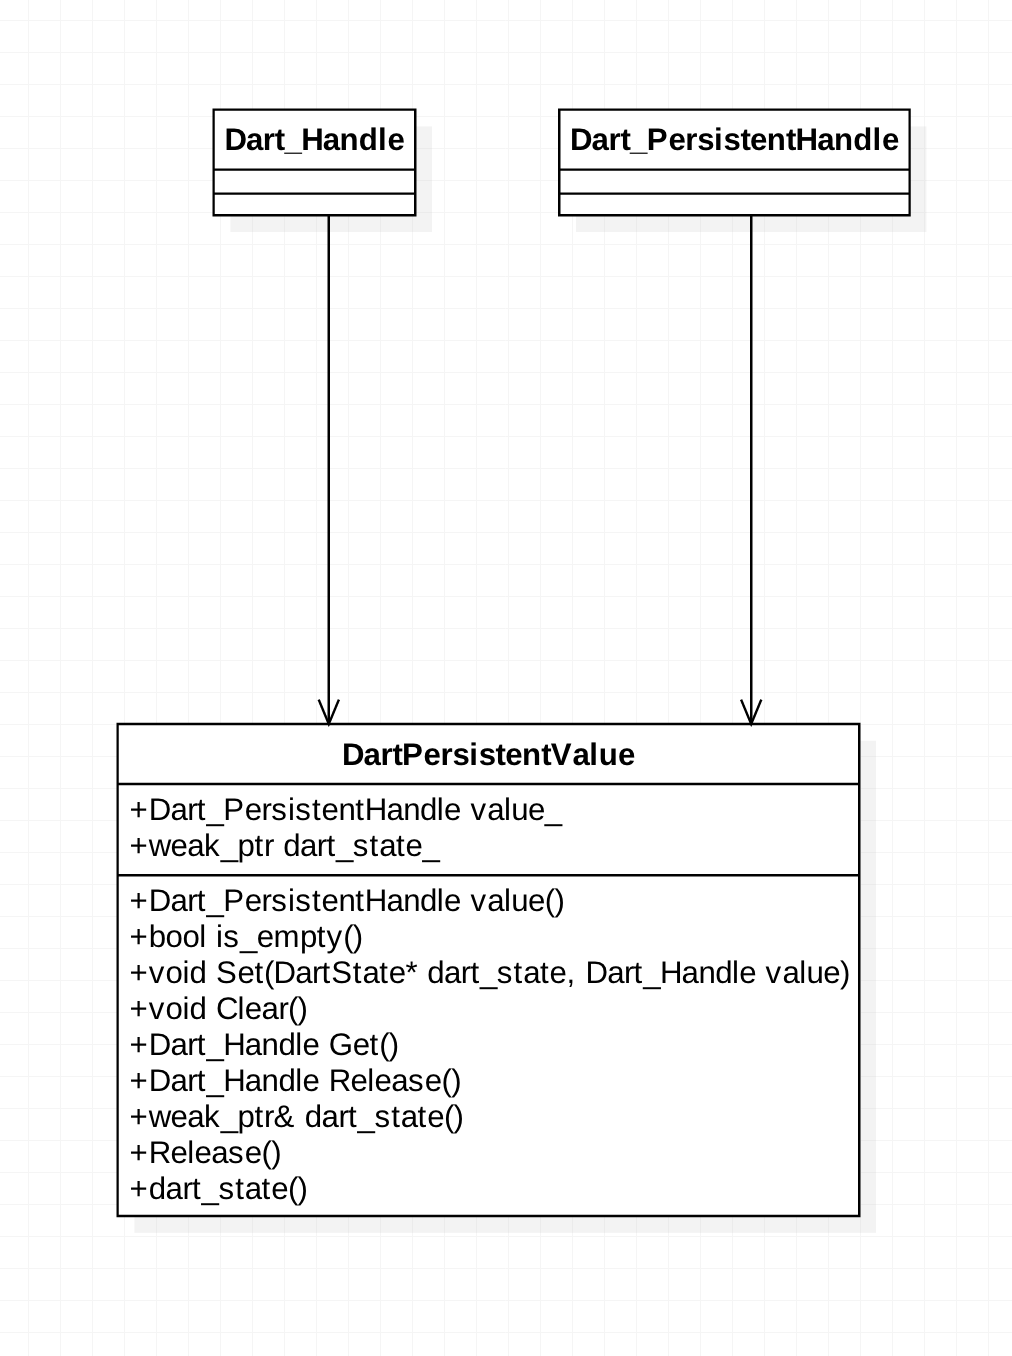 Dart_Handle
Dart_PersistentHandle
DartPersistentValue
+Dart_PersistentHandle value_
+weak_ptr dart_state_
+Dart_PersistentHandle value()
+bool is_empty()
+void Set(DartState* dart_state, Dart_Handle value)
+void Clear()
+Dart_Handle Get()
+Dart_Handle Release()
+weak_ptr& dart_state()
+Release()
+dart_state()